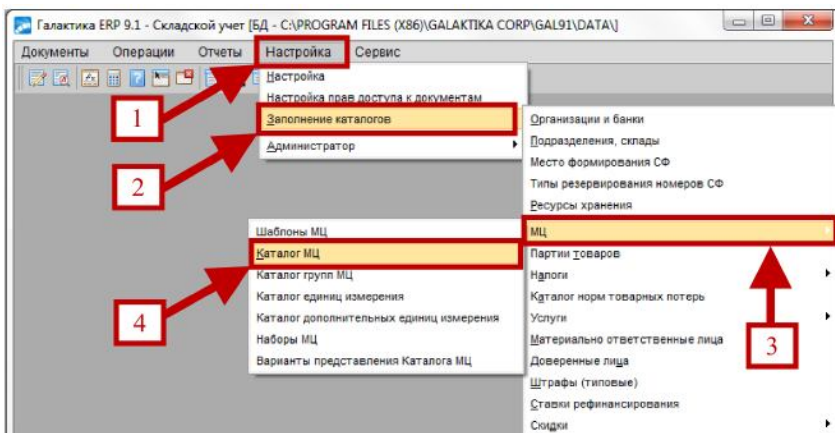 Галактика ERP 9.1 - Складской учет [БД - C:\PROGRAM FILES (X86)\GALAKTIKA CORP\GAL91\DATA\]
Документы Операции Отчеты Настройка Сервис
1
Настройка
Настройка прав доступа к документам
2
Заполнение каталогов
Администратор
Организации и банки
Подразделения, склады
Место формирования СФ
Типы резервирования номеров СФ
Ресурсы хранения
МЦ
Партии товаров
Налоги
Каталог норм товарных потерь
Услуги
Материально ответственные лица
Доверенные лица
Штрафы (типовые)
Ставки рефинансирования
Скидки
3
Шаблоны МЦ
Каталог МЦ
Каталог групп МЦ
Каталог единиц измерения
Каталог дополнительных единиц измерения
Наборы МЦ
Варианты представления Каталога МЦ
4